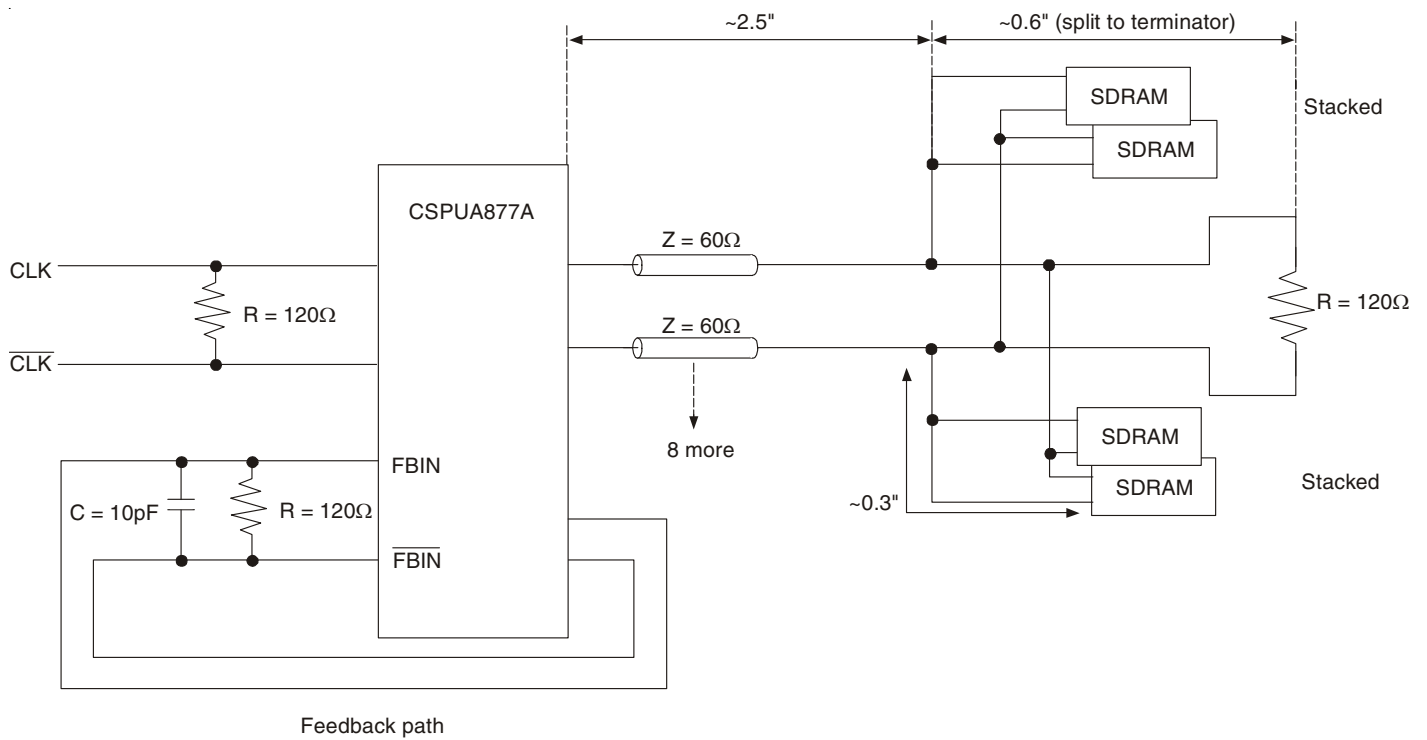 ~2.5"
~0.6" (split to terminator)
SDRAM
SDRAM
Stacked
CSPUA877A
CLK
R = 120Ω
CLK
Z = 60Ω
Z = 60Ω
8 more
R = 120Ω
FBIN
C = 10pF
R = 120Ω
FBIN
SDRAM
SDRAM
Stacked
~0.3"
Feedback path